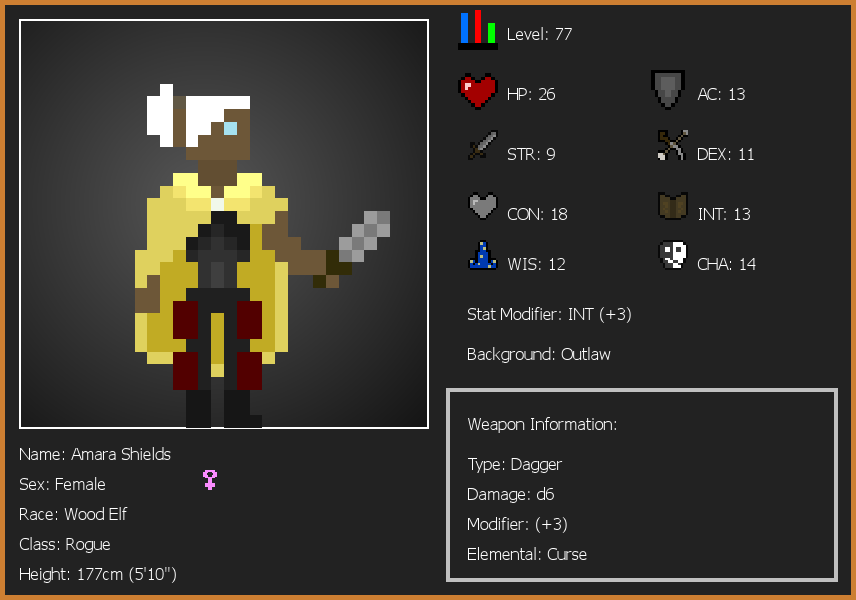 Level: 77
HP: 26
AC: 13
STR: 9
DEX: 11
CON: 18
INT: 13
WIS: 12
CHA: 14
Stat Modifier: INT (+3)
Background: Outlaw
Weapon Information:
Type: Dagger
Damage: d6
Modifier: (+3)
Elemental: Curse
Name: Amara Shields
Sex: Female
Race: Wood Elf
Class: Rogue
Height: 177cm (5'10")